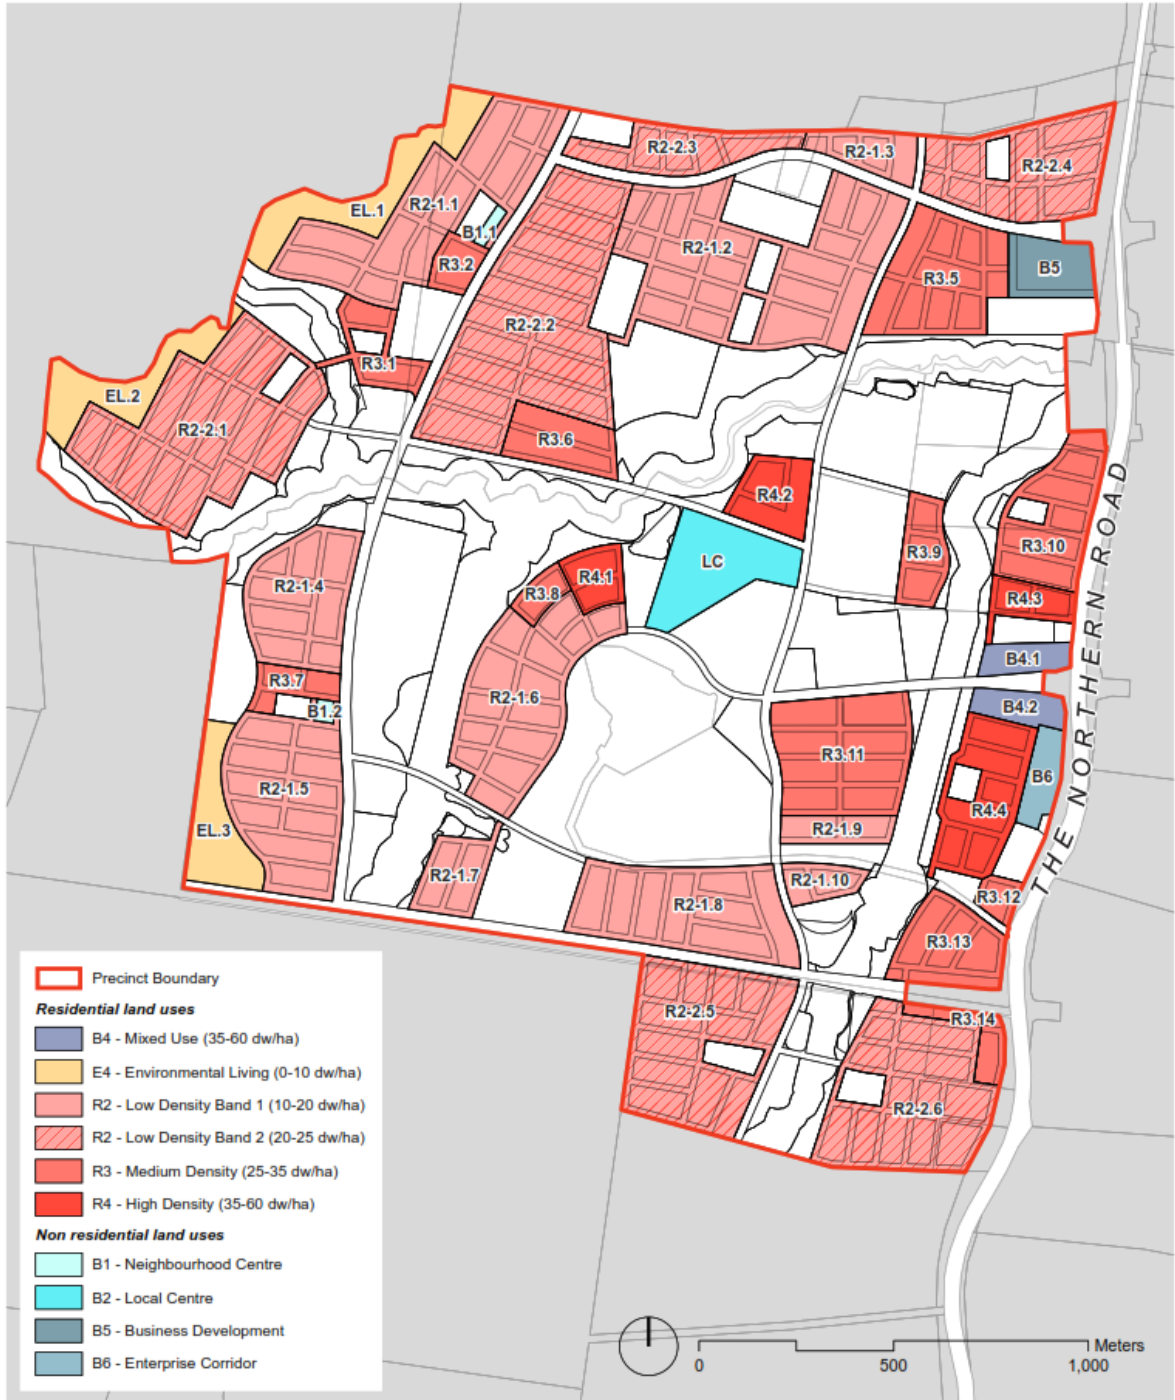 R2-2.3
R2-1.3
R2-2.4
R2-1.1
EL.1
B1.1
R2-1.2
R3.2
B5
R3.5
R2-2.2
R3.1
EL.2
R2-2.1
R3.6
R4.2
R3.9
R3.10
LC
R2-1.4
R3.8
R4.1
R4.3
B4.1
R3.7
R2-1.6
B1.2
B4.2
R3.11
B6
R2-1.5
R4.4
EL.3
R2-1.9
R2-1.7
R2-1.10
R3.12
R2-1.8
R3.13
THE NORTHERN ROAD
R2-2.5
R3.14
R2-2.6
Precinct Boundary
Residential land uses
B4 - Mixed Use (35-60 dw/ha)
E4 - Environmental Living (0-10 dw/ha)
R2 - Low Density Band 1 (10-20 dw/ha)
R2 - Low Density Band 2 (20-25 dw/ha)
R3 - Medium Density (25-35 dw/ha)
R4 - High Density (35-60 dw/ha)
Non residential land uses
B1 - Neighbourhood Centre
B2 - Local Centre
B5 - Business Development
B6 - Enterprise Corridor
Meters
0 500 1,000